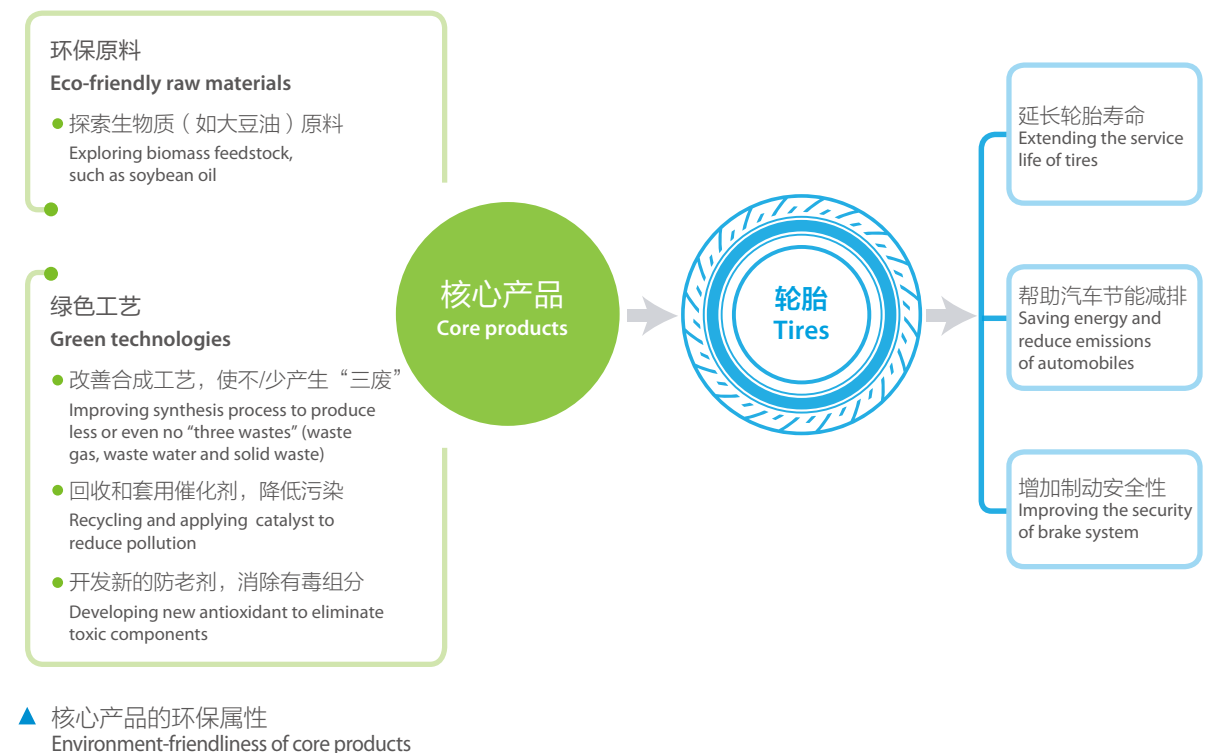 环保原料
Eco-friendly raw materials
探索生物质（如大豆油）原料
Exploring biomass feedstock,
such as soybean oil
绿色工艺
Green technologies
改善合成工艺，使不/少产生“三废”
Improving synthesis process to produce
less or even no “three wastes” (waste
gas, waste water and solid waste)
回收和套用催化剂，降低污染
Recycling and applying catalyst to
reduce pollution
开发新的防老剂，消除有毒组分
Developing new antioxidant to eliminate
toxic components
核心产品
Core products
轮胎
Tires
延长轮胎寿命
Extending the service
life of tires
帮助汽车节能减排
Saving energy and
reduce emissions
of automobiles
增加制动安全性
Improving the security
of brake system
核心产品的环保属性
Environment-friendliness of core products